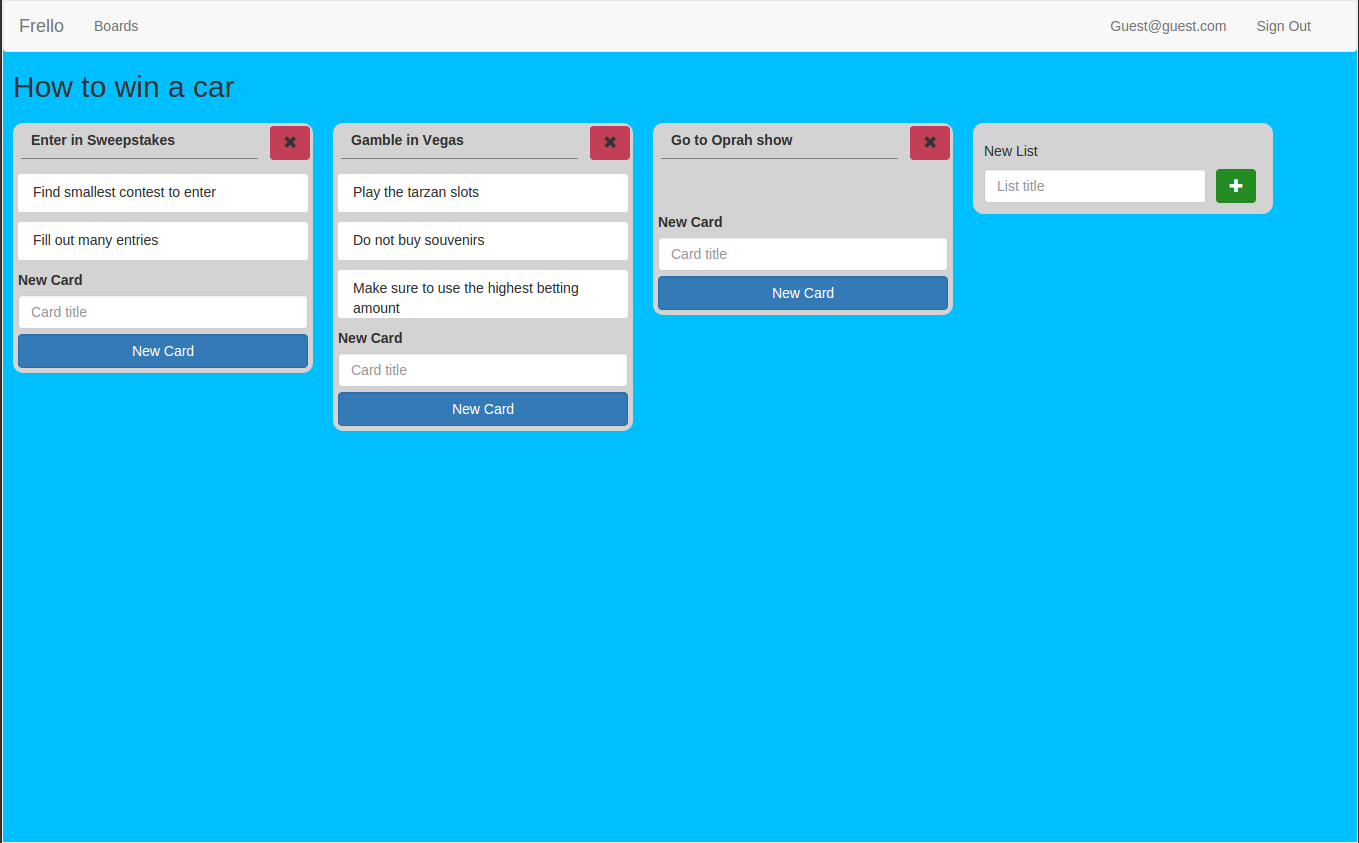 Frello
Boards
Guest@guest.com
Sign Out
How to win a car
Enter in Sweepstakes
Find smallest contest to enter
Fill out many entries
New Card
Card title
New Card
Gamble in Vegas
Play the tarzan slots
Do not buy souvenirs
Make sure to use the highest betting
amount
New Card
Card title
New Card
Go to Oprah show
New Card
Card title
New Card
New List
List title